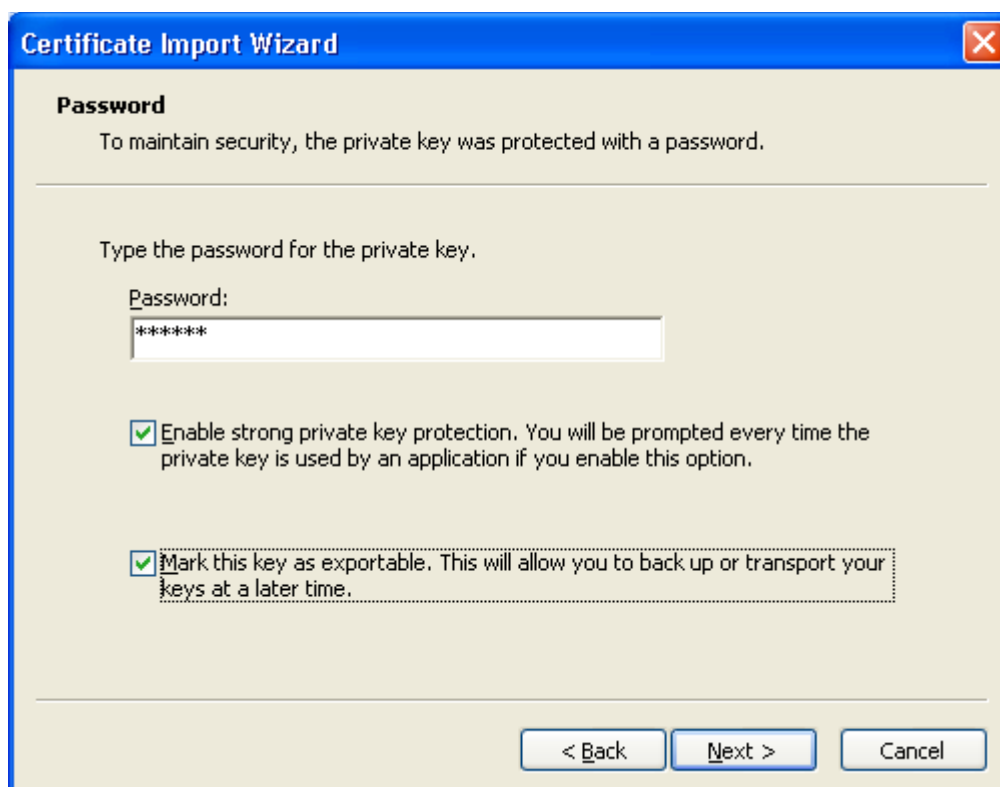 Certificate Import Wizard
Password
To maintain security, the private key was protected with a password.
Type the password for the private key.
Password:
******
Enable strong private key protection. You will be prompted every time the
private key is used by an application if you enable this option.
Mark this key as exportable. This will allow you to back up or transport your
keys at a later time.
< Back Next > Cancel